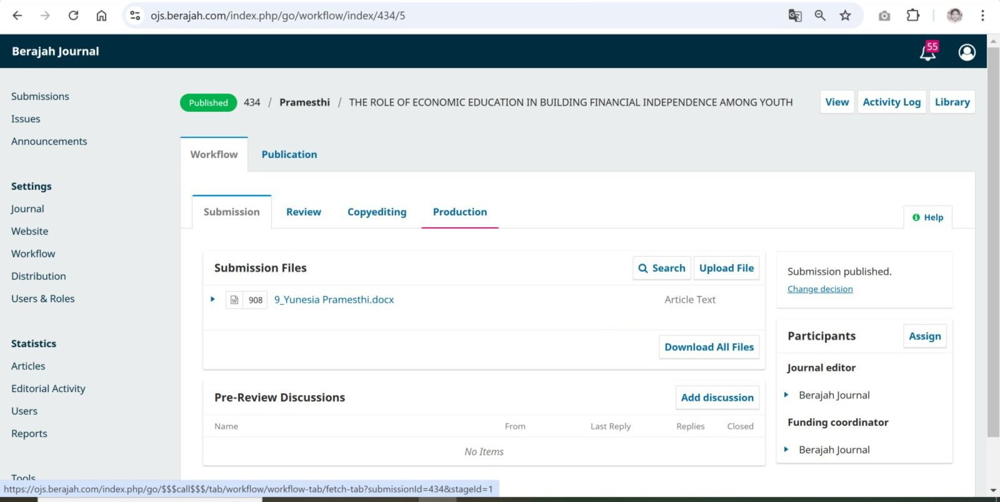 ojs.berajah.com/index.php/go/workflow/index/434/5
Berajah Journal
55
Submissions
Issues
Announcements
Settings
Journal
Website
Workflow
Distribution
Users & Roles
Statistics
Articles
Editorial Activity
Users
Reports
Tools
Published 434 / Pramesthi / THE ROLE OF ECONOMIC EDUCATION IN BUILDING FINANCIAL INDEPENDENCE AMONG YOUTH
View Activity Log Library
Workflow Publication
Submission Review Copyediting Production
Help
Submission Files
Search Upload File
908 9_Yunesia Pramesthi.docx Article Text
Download All Files
Pre-Review Discussions
Add discussion
Name From Last Reply Replies Closed
No Items
Submission published.
Change decision
Participants Assign
Journal editor
Berajah Journal
Funding coordinator
Berajah Journal
https://ojs.berajah.com/index.php/go/$$$call$$$/tab/workflow/workflow-tab/fetch-tab?submissionId=434&stageId=1